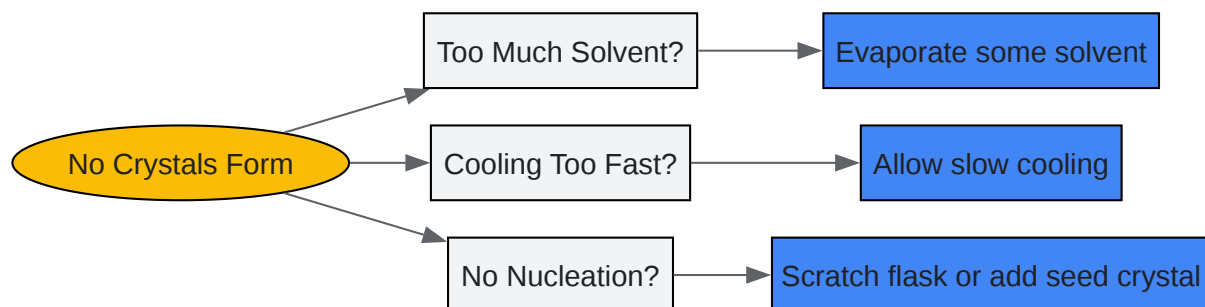 Too Much Solvent?
Evaporate some solvent
No Crystals Form
Cooling Too Fast?
Allow slow cooling
No Nucleation?
Scratch flask or add seed crystal